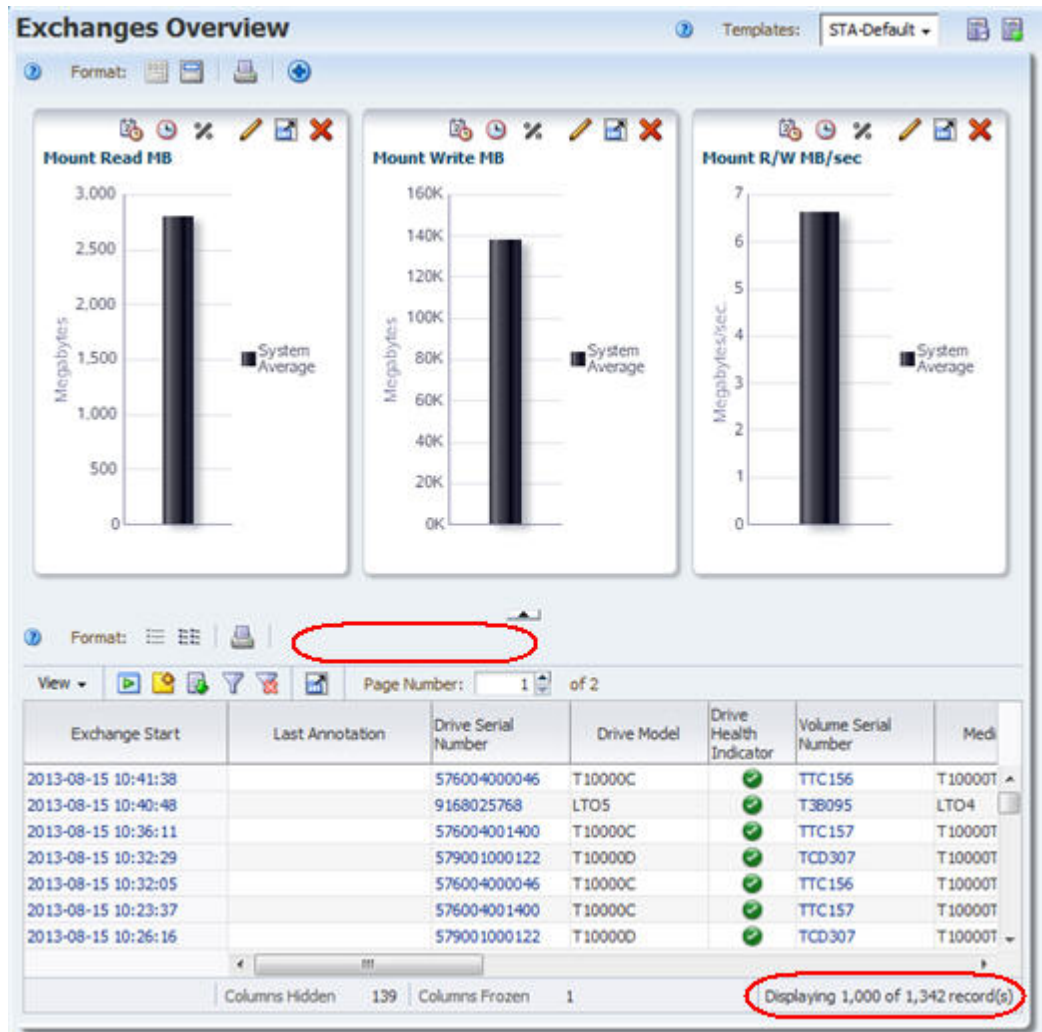 Exchanges Overview
Templates: STA-Default
Format:
Mount Read MB
3,000
2,500
2,000
1,500
1,000
500
0
Megabytes
System
Average
Mount Write MB
160K
140K
120K
100K
80K
60K
40K
20K
0K
Megabytes
System
Average
Mount R/W MB/sec
7
6
5
4
3
2
1
0
Megabytes/sec.
System
Average
Format:
View Page Number: 1 of 2
Exchange Start Last Annotation Drive Serial Number Drive Model Drive Health Indicator Volume Serial Number Medi
2013-08-15 10:41:38 576004000046 T10000C TTC156 T10000T
2013-08-15 10:40:48 9168025768 LTO5 T3B095 LTO4
2013-08-15 10:36:11 576004001400 T10000C TTC157 T10000T
2013-08-15 10:32:29 579001000122 T10000D TCD307 T10000T
2013-08-15 10:32:05 576004000046 T10000C TTC156 T10000T
2013-08-15 10:23:37 576004001400 T10000C TTC157 T10000T
2013-08-15 10:26:16 579001000122 T10000D TCD307 T10000T
Columns Hidden 139 Columns Frozen 1 Displaying 1,000 of 1,342 record(s)